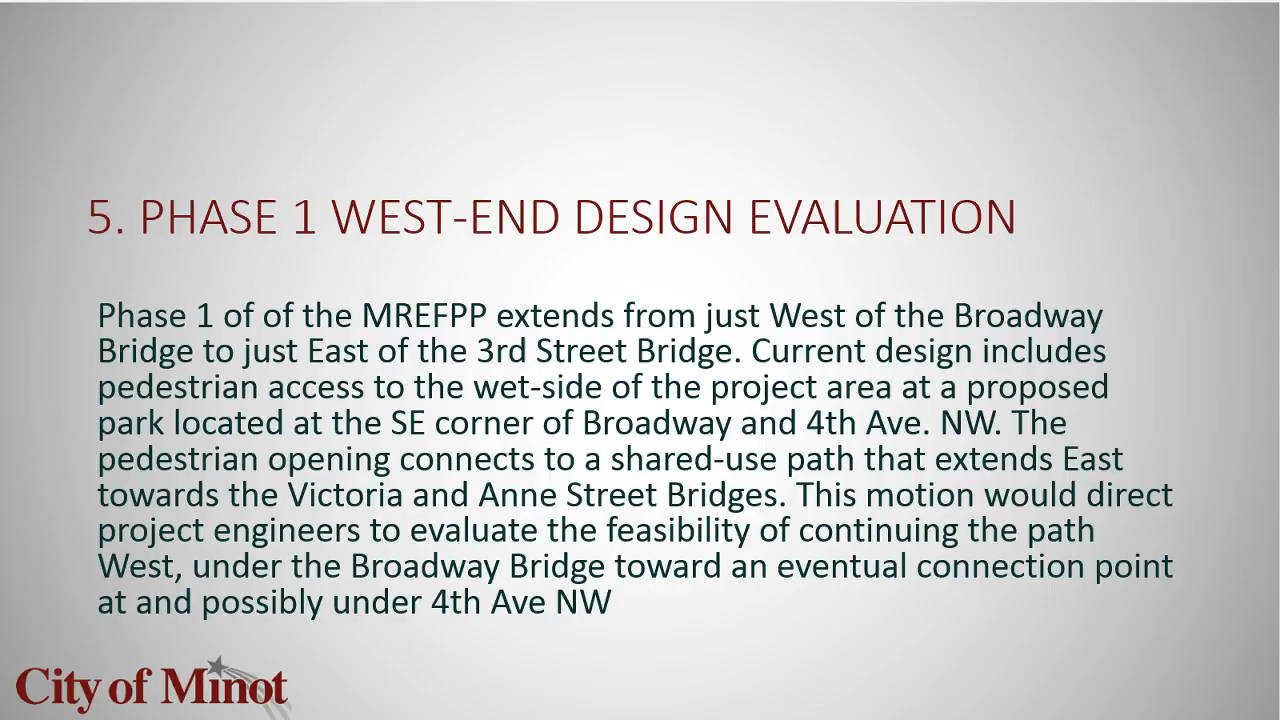 5. PHASE 1 WEST-END DESIGN EVALUATION
Phase 1 of of the MREFPP extends from just West of the Broadway
Bridge to just East of the 3rd Street Bridge. Current design includes
pedestrian access to the wet-side of the project area at a proposed
park located at the SE corner of Broadway and 4th Ave. NW. The
pedestrian opening connects to a shared-use path that extends East
towards the Victoria and Anne Street Bridges. This motion would direct
project engineers to evaluate the feasibility of continuing the path
West, under the Broadway Bridge toward an eventual connection point
at and possibly under 4th Ave NW
City of Minot